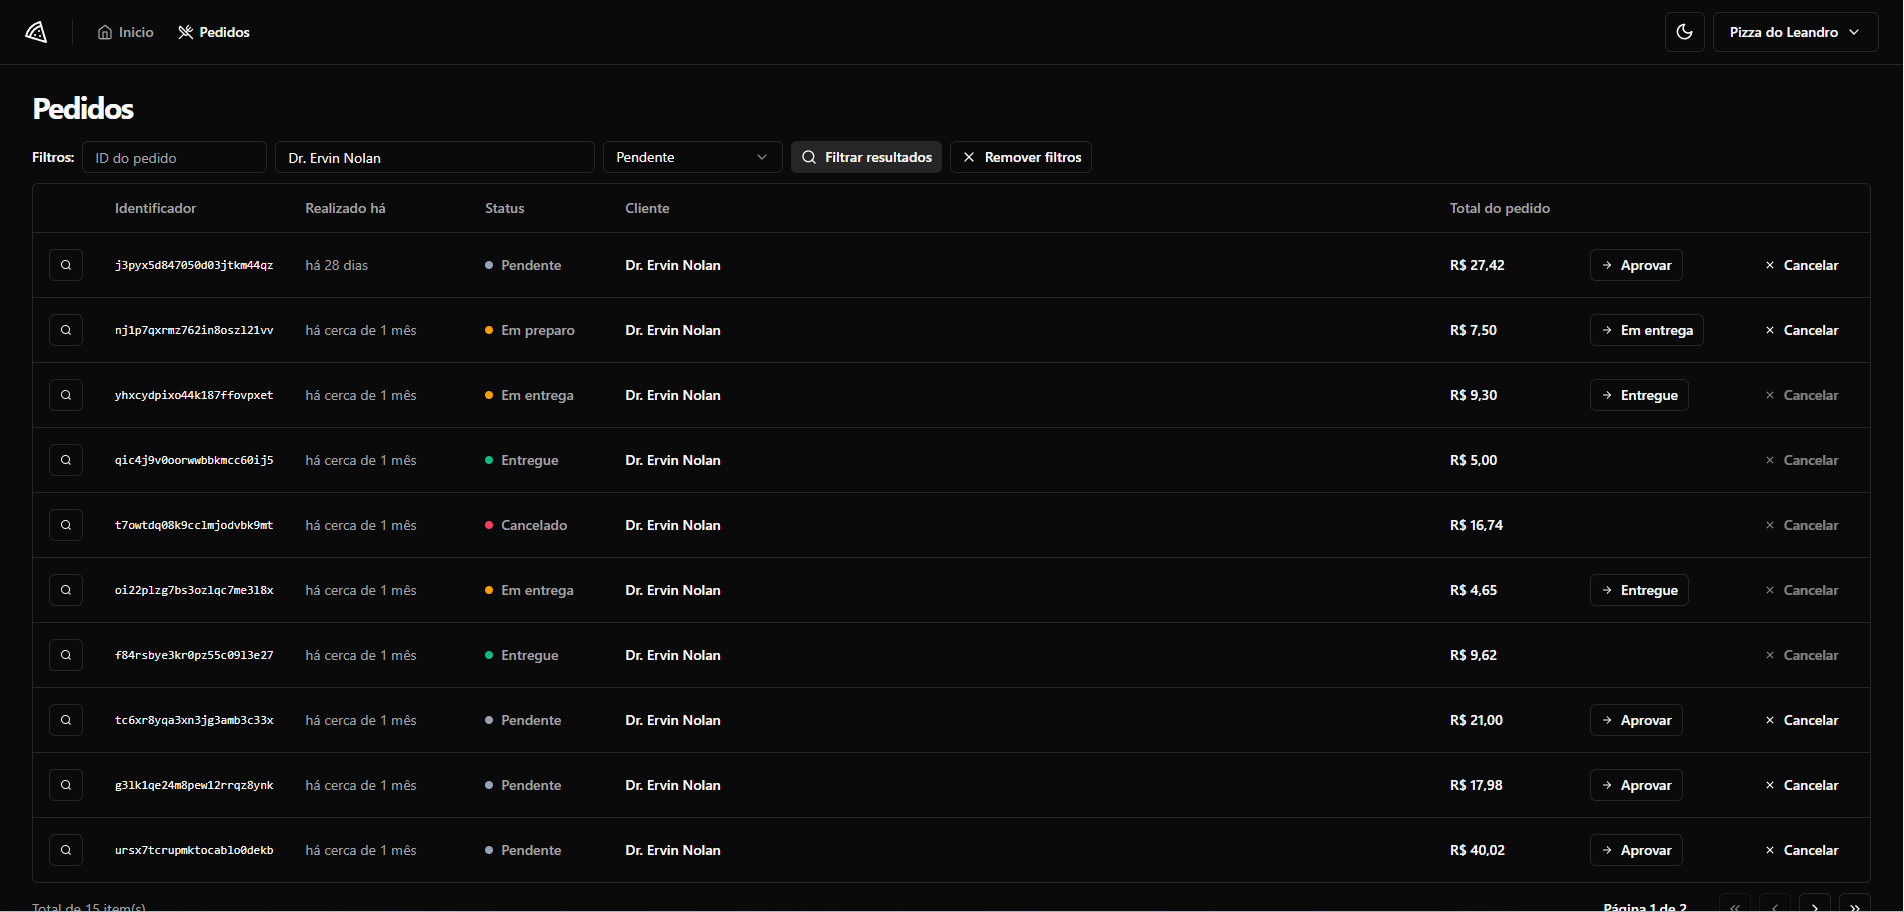 Inicio Pedidos Pizza do Leandro
Pedidos
Filtros: ID do pedido Dr. Ervin Nolan Pendente Filtrar resultados Remover filtros
Identificador Realizado há Status Cliente Total do pedido
j3pyx5d847050d03jtkm44qz há 28 dias Pendente Dr. Ervin Nolan R$ 27,42 Aprovar Cancelar
nj1p7qxrmz762in8oszl21vv há cerca de 1 mês Em preparo Dr. Ervin Nolan R$ 7,50 Em entrega Cancelar
yhxcydpixo44k187ffovpxet há cerca de 1 mês Em entrega Dr. Ervin Nolan R$ 9,30 Entregue Cancelar
qic4j9v0oorwwbbkmcc60ij5 há cerca de 1 mês Entregue Dr. Ervin Nolan R$ 5,00 Cancelar
t7owtdq08k9cclmjodvbk9mt há cerca de 1 mês Cancelado Dr. Ervin Nolan R$ 16,74 Cancelar
oi22plzg7bs3ozlqc7me3l8x há cerca de 1 mês Em entrega Dr. Ervin Nolan R$ 4,65 Entregue Cancelar
f84rsbye3kr0pz55c09l3e27 há cerca de 1 mês Entregue Dr. Ervin Nolan R$ 9,62 Cancelar
tc6xr8yqa3xn3jg3amb3c33x há cerca de 1 mês Pendente Dr. Ervin Nolan R$ 21,00 Aprovar Cancelar
g3lk1qe24m8pew12rrqz8ynk há cerca de 1 mês Pendente Dr. Ervin Nolan R$ 17,98 Aprovar Cancelar
ursx7tcrupmktocablo0dekb há cerca de 1 mês Pendente Dr. Ervin Nolan R$ 40,02 Aprovar Cancelar
Total de 15 item(s) Página 1 de 2